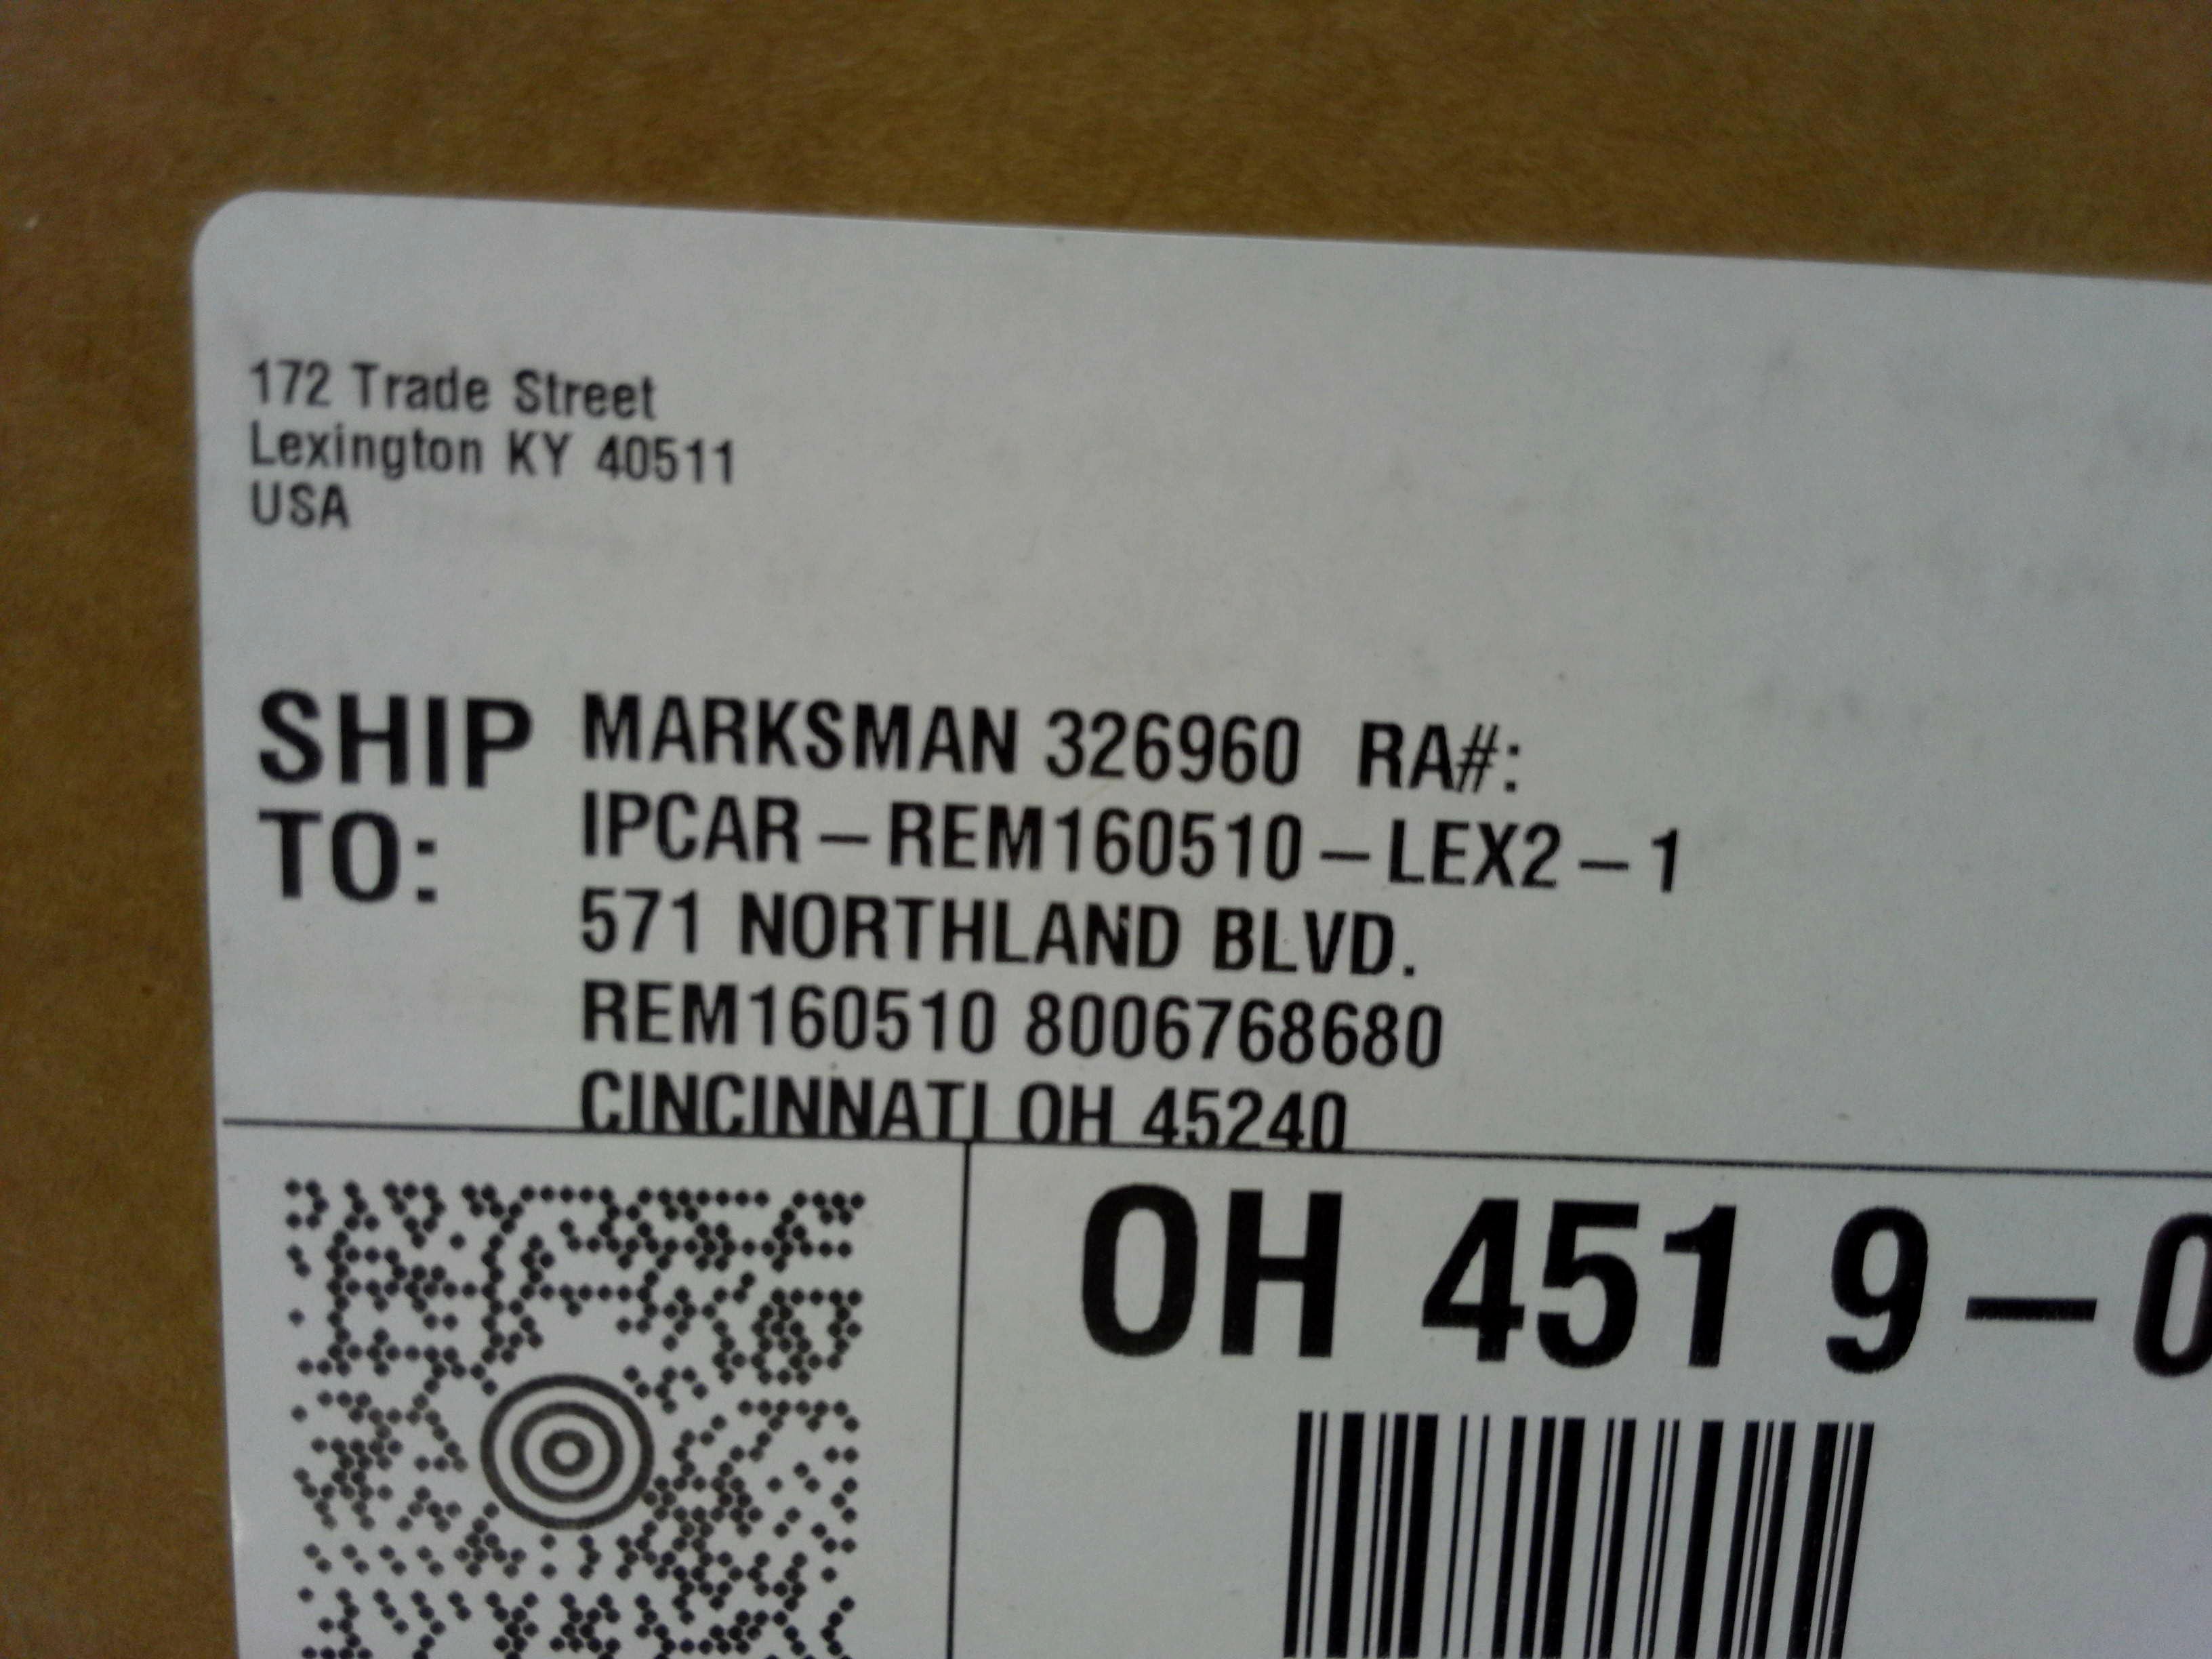 172 Trade Street
Lexington KY 40511
USA
SHIP TO:
MARKSMAN 326960 RA#:
IPCAR-REM160510-LEX2-1
571 NORTHLAND BLVD.
REM160510 8006768680
CINCINNATI OH 45240
OH 451 9-0